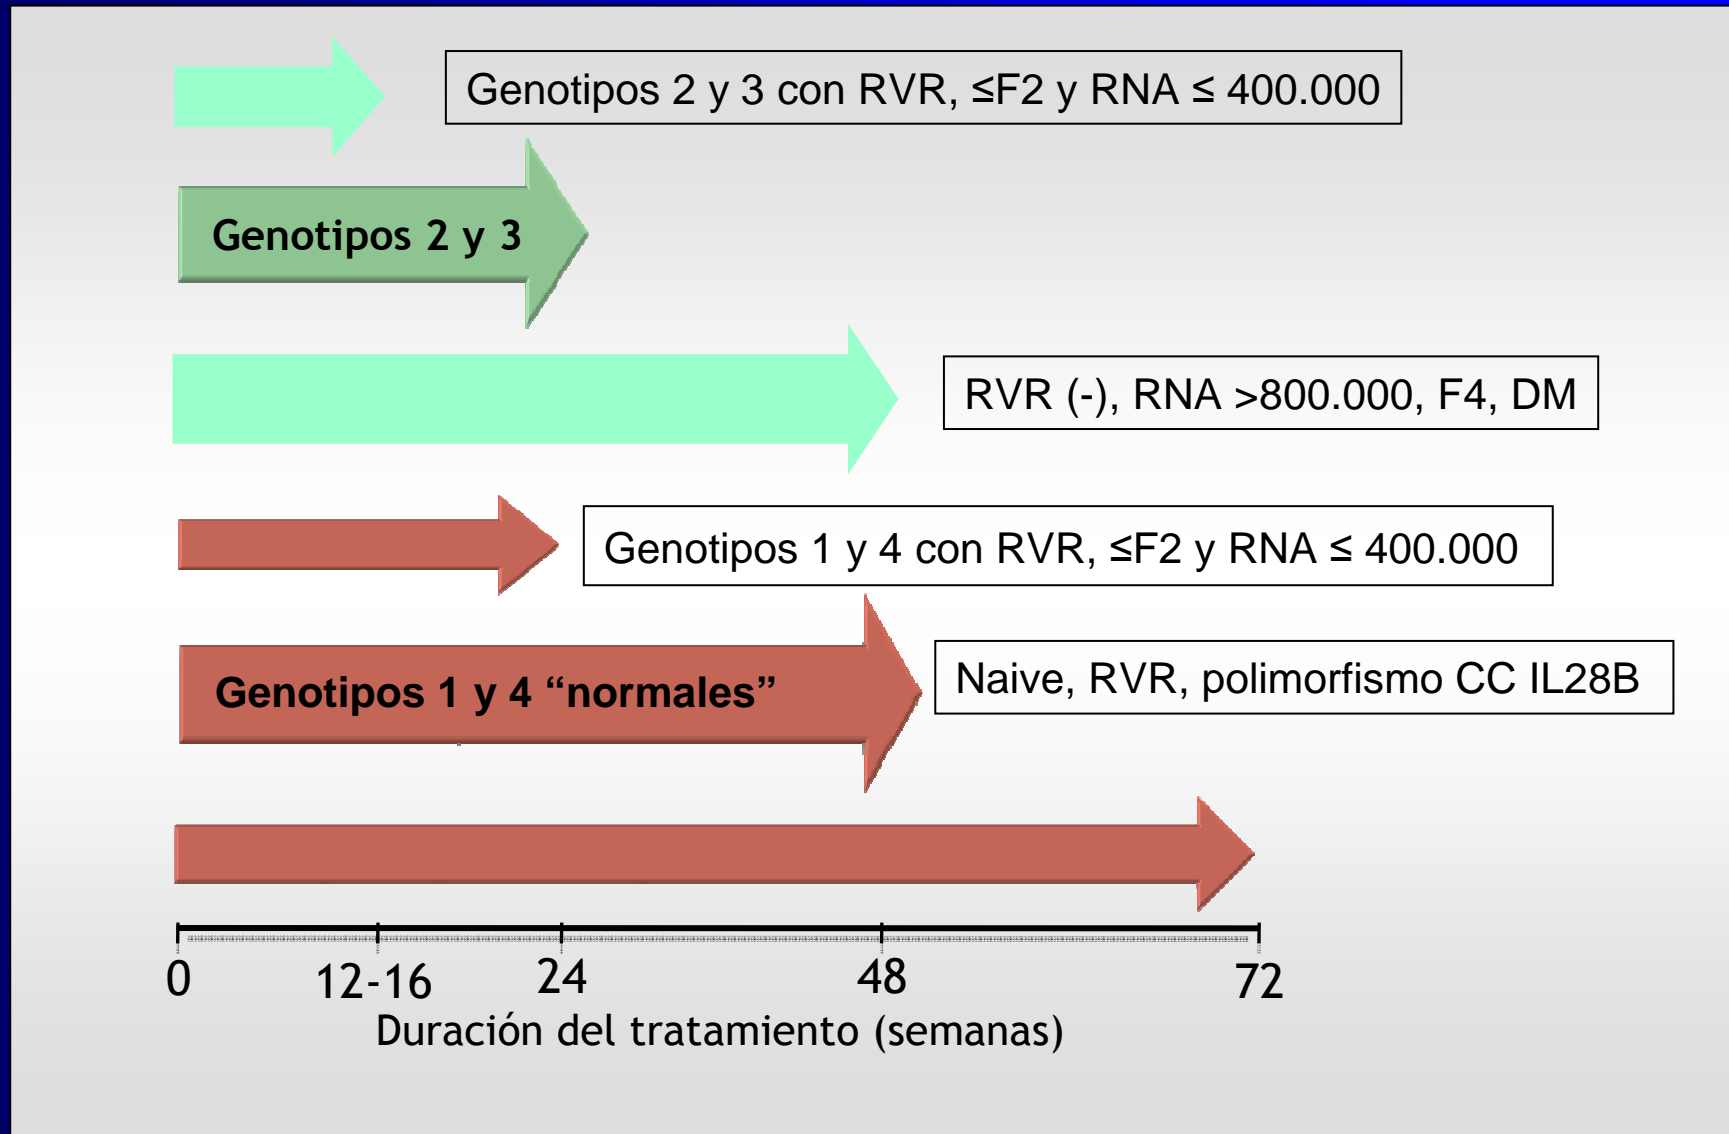 Genotipos 2 y 3 con RVR, ≤F2 y RNA ≤ 400.000
Genotipos 2 y 3
RVR (-), RNA >800.000, F4, DM
Genotipos 1 y 4 con RVR, ≤F2 y RNA ≤ 400.000
Genotipos 1 y 4 “normales”
Naive, RVR, polimorfismo CC IL28B
0 12-16 24 48 72
Duración del tratamiento (semanas)